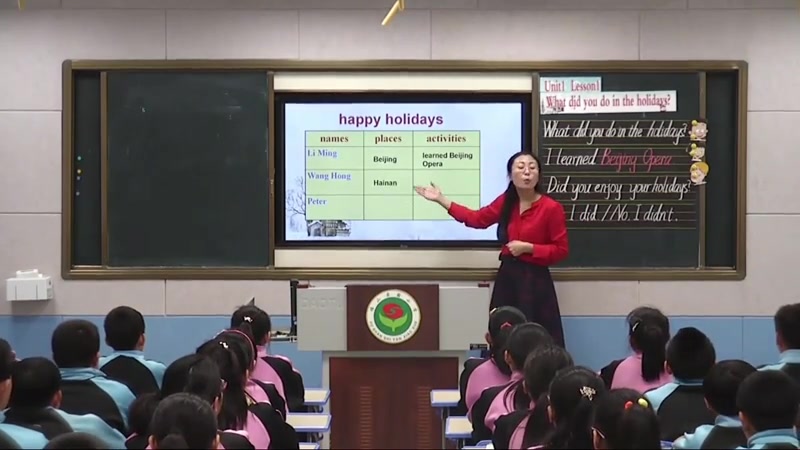 happy holidays
names places activities
Li Ming Beijing learned Beijing Opera
Wang Hong Hainan
Peter
Unit1 Lesson1
What did you do in the holidays?
What did you do in the holidays?
I learned Beijing Opera
Did you enjoy your holidays?
I did. / No, I didn't.